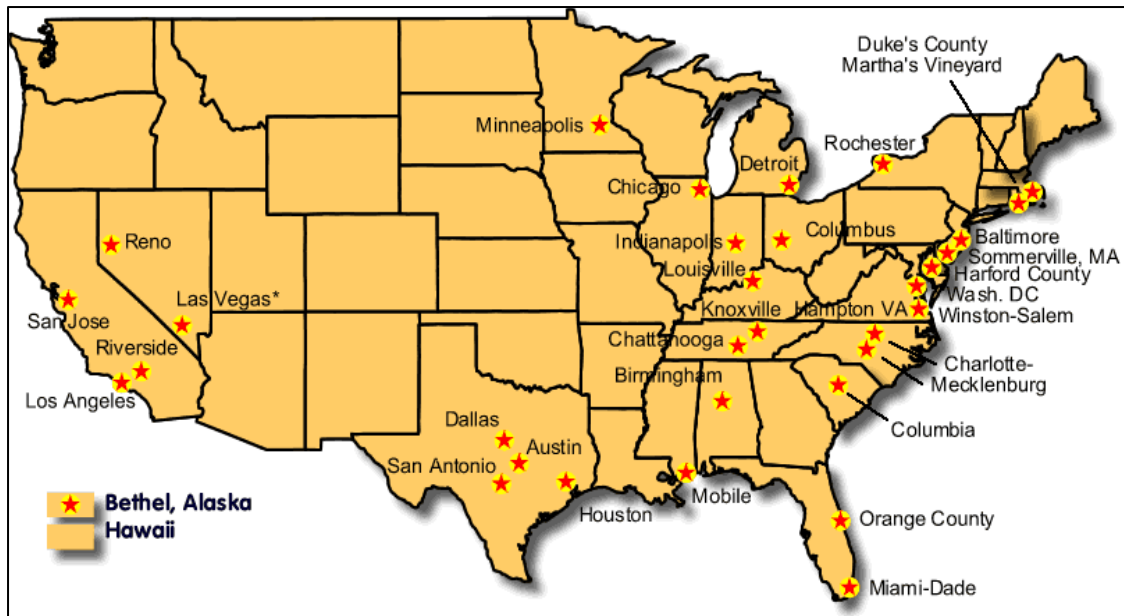 Duke's County
Martha's Vineyard
Minneapolis
Rochester
Detroit
Chicago
Reno
Indianapolis
Columbus
Baltimore
Sommerville, MA
Louisville
Harford County
Las Vegas*
Wash. DC
San Jose
Knoxville
Hampton VA
Winston-Salem
Riverside
Chattanooga
Charlotte-
Mecklenburg
Birmingham
Los Angeles
Dallas
Columbia
Austin
San Antonio
Mobile
Houston
Bethel, Alaska
Hawaii
Orange County
Miami-Dade